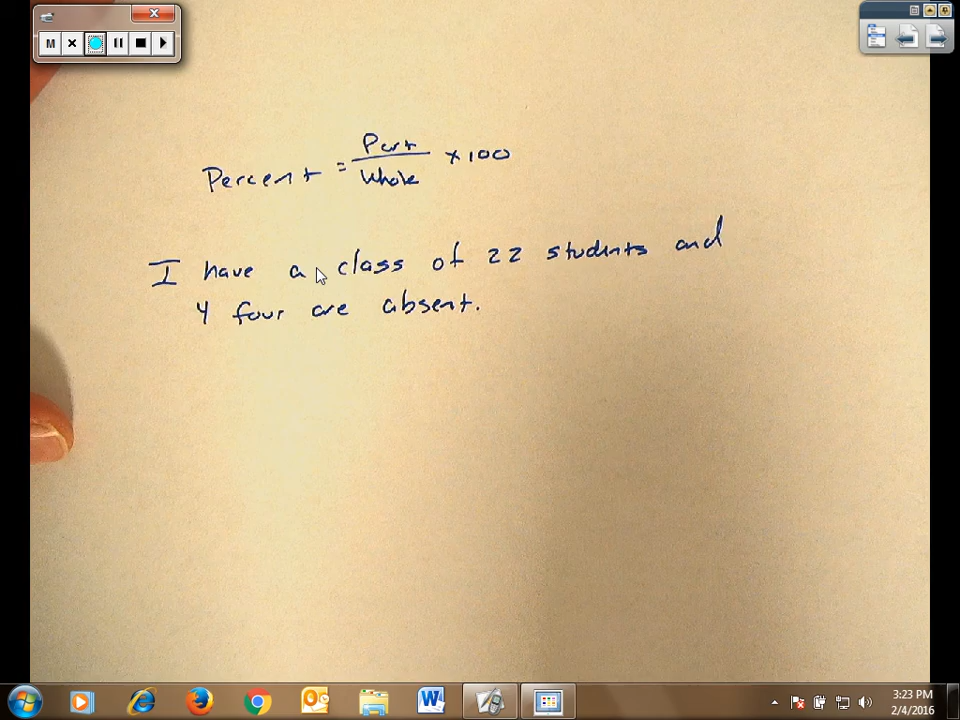 M
Percent = Part / Whole × 100
I have a class of 22 students and
4 four are absent.
3:23 PM
2/4/2016